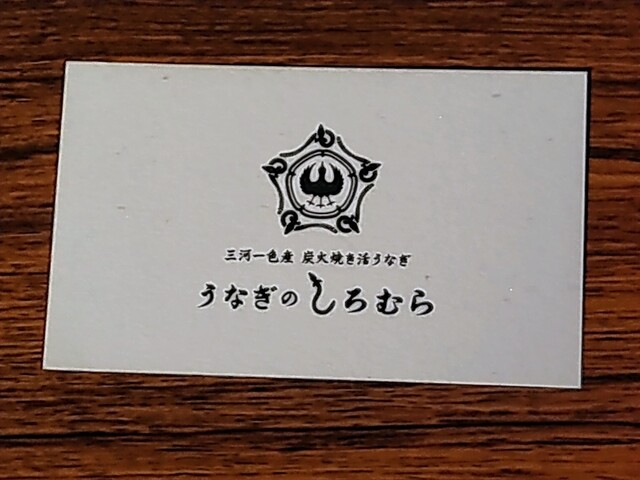 三河一色産 炭火焼き活うなぎ
うなぎのしろむら